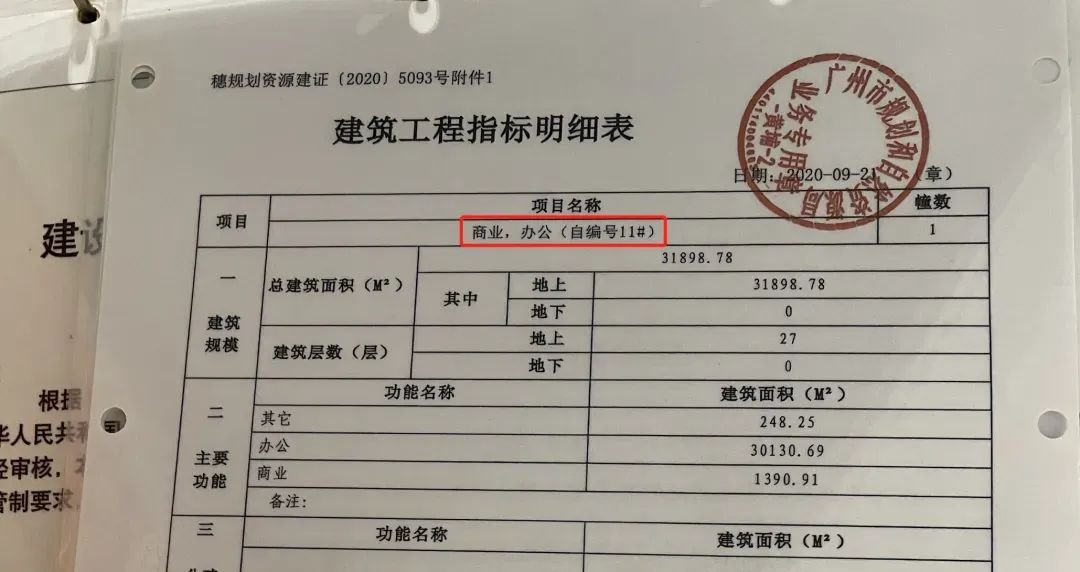 穗规划资源建证〔2020〕5093号附件1
建筑工程指标明细表
广州市规划和自然资源局
业务专用章
-黄埔-2
日期：2020-09-21 （章）
项目 项目名称 幢数
商业，办公（自编号11#） 1
一 建筑规模
总建筑面积（M²） 31898.78
其中 地上 31898.78
地下 0
建筑层数（层） 地上 27
地下 0
二 主要功能
功能名称 建筑面积（M²）
其它 248.25
办公 30130.69
商业 1390.91
备注：
三 功能名称 建筑面积（M²）
建设
根据
华人民共和国
经审核，
管制要求